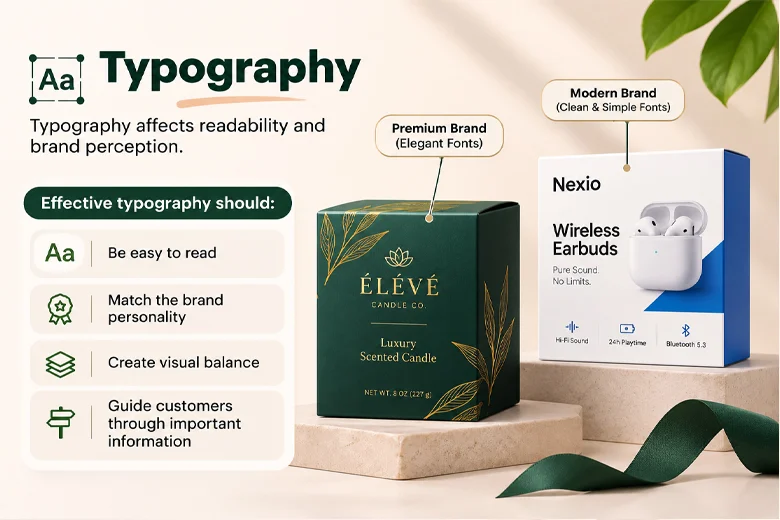 Aa
Typography
Typography affects readability and
brand perception.
Effective typography should:
Aa
Be easy to read
Match the brand
personality
Create visual balance
Guide customers
through important
information
Premium Brand
(Elegant Fonts)
ÉLÉVÉ
CANDLE CO.
Luxury
Scented Candle
NET WT. 8 OZ (227 g)
Modern Brand
(Clean & Simple Fonts)
Nexio
Wireless
Earbuds
Pure Sound.
No Limits.
Hi-Fi Sound
24h Playtime
Bluetooth 5.3